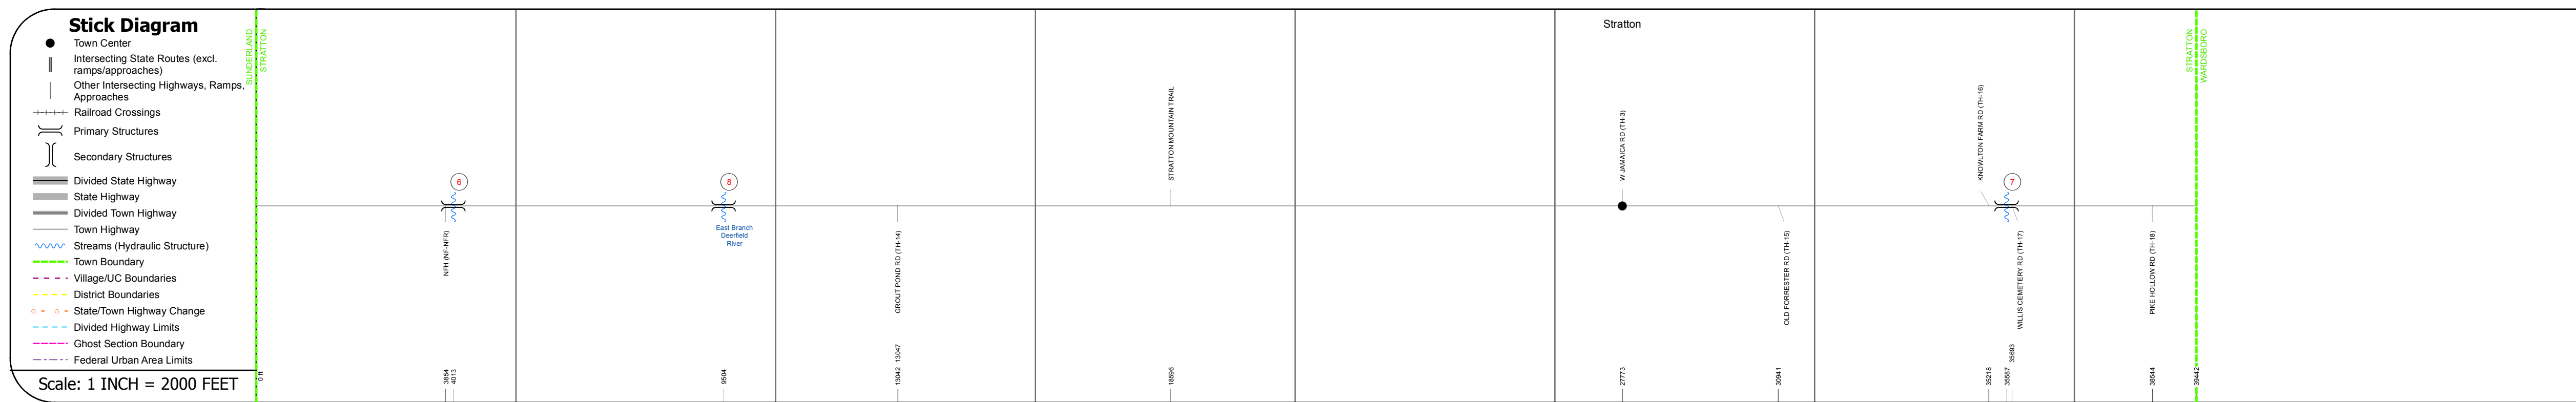 Stick Diagram
Town Center
Intersecting State Routes (excl.
ramps/approaches)
Other Intersecting Highways, Ramps,
Approaches
Railroad Crossings
Primary Structures
Secondary Structures
Divided State Highway
State Highway
Divided Town Highway
Town Highway
Streams (Hydraulic Structure)
Town Boundary
Village/UC Boundaries
District Boundaries
State/Town Highway Change
Divided Highway Limits
Ghost Section Boundary
Federal Urban Area Limits
Scale: 1 INCH = 2000 FEET
SUNDERLAND
STRATTON
Stratton
STRATTON
WARDSBORO
6
NFH (NF-NFR)
8
East Branch
Deerfield
River
GROUT POND RD (TH-14)
STRATTON MOUNTAIN TRAIL
W JAMAICA RD (TH-3)
OLD FORRESTER RD (TH-15)
KNOWLTON FARM RD (TH-16)
7
WILLIS CEMETERY RD (TH-17)
PIKE HOLLOW RD (TH-18)
0 ft
3854
4013
9504
13042 13047
18596
27773
30941
35218
35587
35693
38544
39442